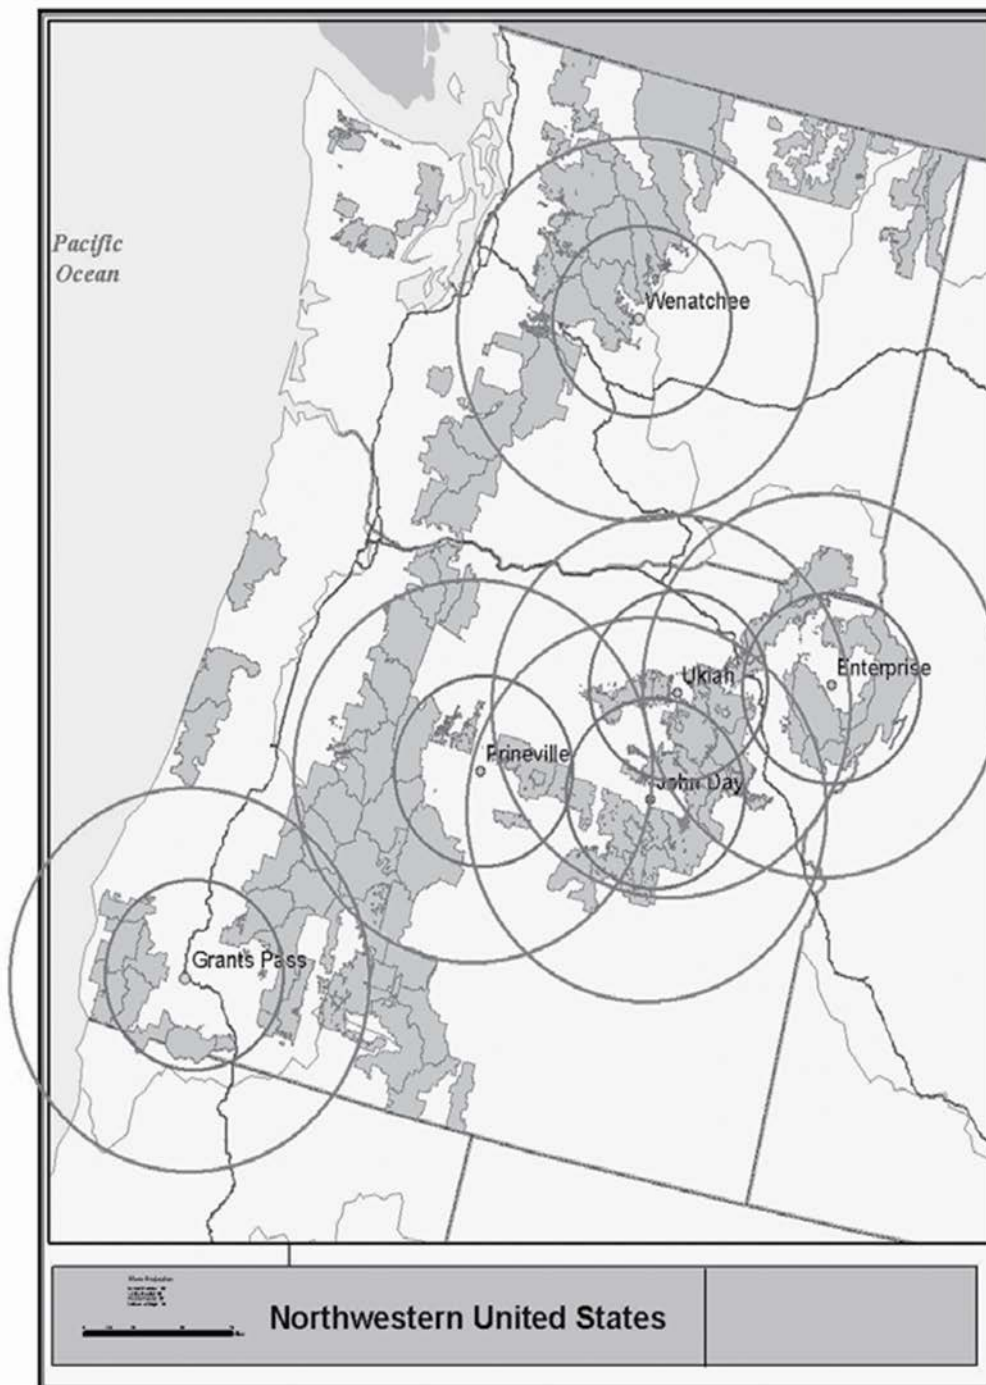 Pacific
Ocean
Wenatchee
Enterprise
Ukiah
Prineville
John Day
Grants Pass
Northwestern United States